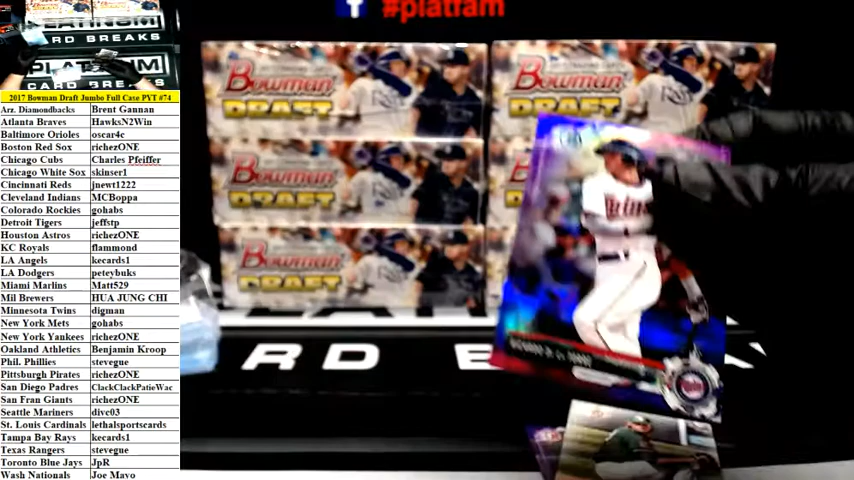 f #platfam
CARD BREAKS
PLATINUM
CARD BREAKS
2017 Bowman Draft Jumbo Full Case PYT #74
Arz. Diamondbacks Brent Gannan
Atlanta Braves HawksN2Win
Baltimore Orioles oscar4c
Boston Red Sox richezONE
Chicago Cubs Charles Pfeiffer
Chicago White Sox skinser1
Cincinnati Reds jnewt1222
Cleveland Indians MCBoppa
Colorado Rockies gohabs
Detroit Tigers jeffstp
Houston Astros richezONE
KC Royals flammond
LA Angels kecards1
LA Dodgers peteybuks
Miami Marlins Matt529
Mil Brewers HUA JUNG CHI
Minnesota Twins digman
New York Mets gohabs
New York Yankees richezONE
Oakland Athletics Benjamin Kroop
Phil. Phillies stevegue
Pittsburgh Pirates richezONE
San Diego Padres ClackClackPatieWac
San Fran Giants richezONE
Seattle Mariners divc03
St. Louis Cardinals lethalsportscards
Tampa Bay Rays kecards1
Texas Rangers stevegue
Toronto Blue Jays JpR
Wash Nationals Joe Mayo
Bowman
DRAFT
Bowman
DRAFT
Bowman
DRAFT
Bowman
DRAFT
RD B